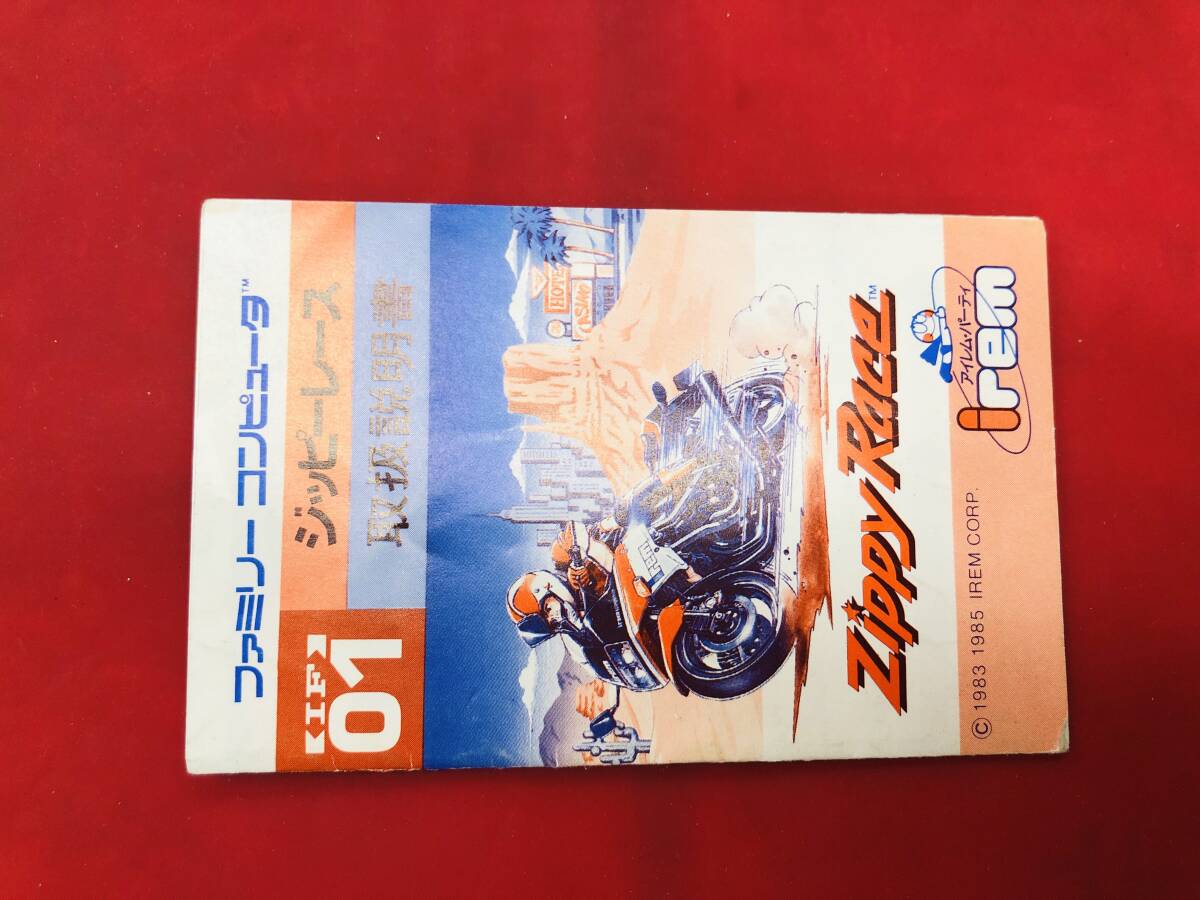 ファミリー コンピュータ™
<IF>
01
ジッピーレース
取扱説明書
HOTEL
irem
Zippy Race™
© 1983 1985 IREM CORP.
アイレム・パーティ
irem